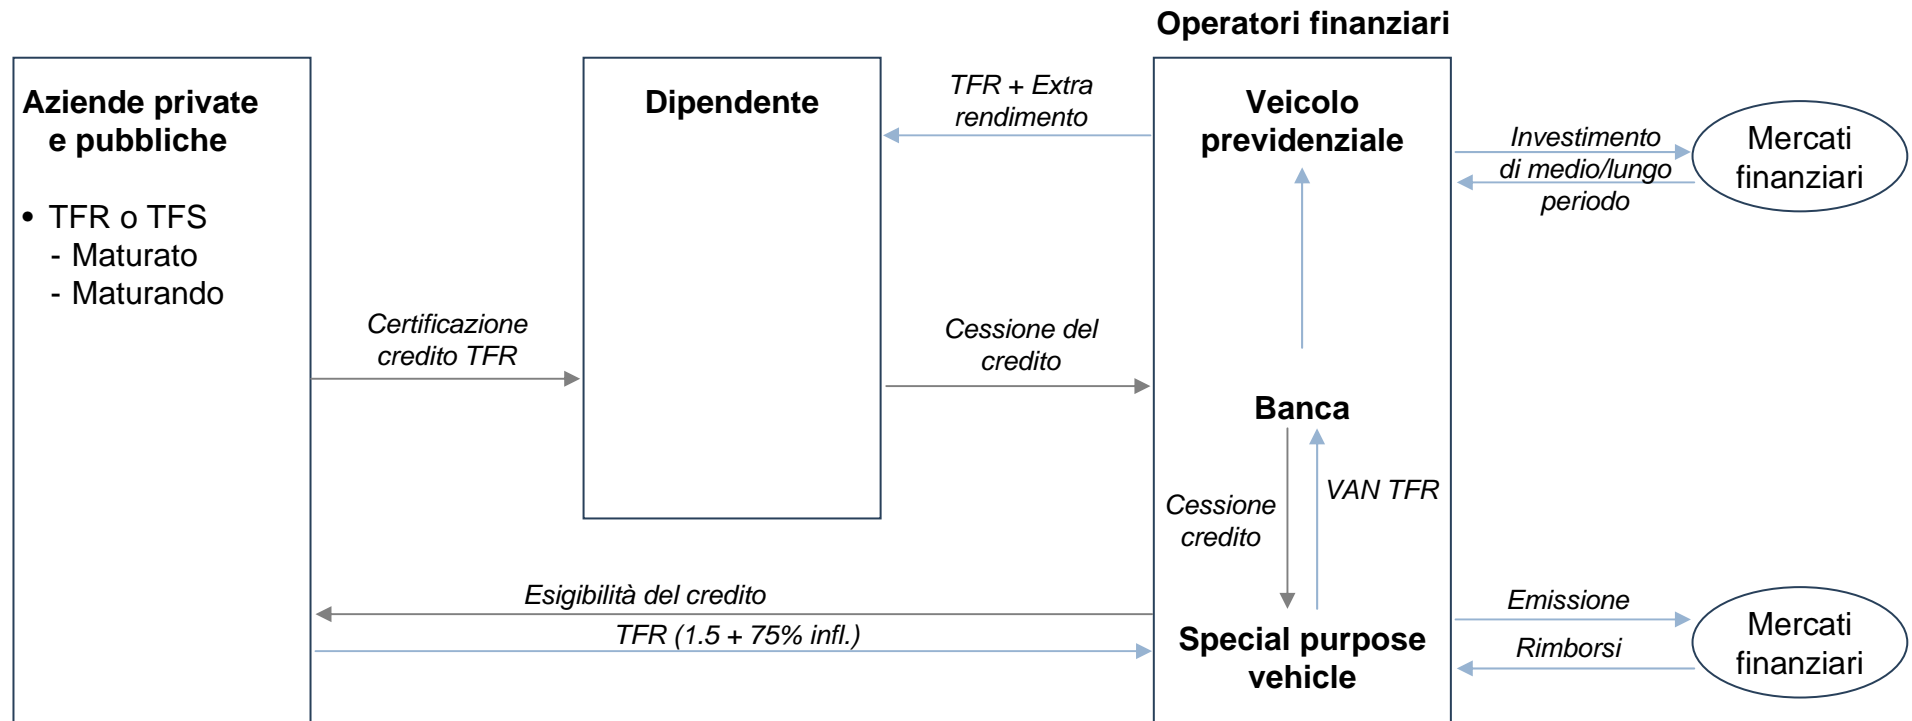 Operatori finanziari
Aziende private
e pubbliche
• TFR o TFS
- Maturato
- Maturando
Certificazione
credito TFR
Dipendente
TFR + Extra
rendimento
Cessione del
credito
Veicolo
previdenziale
Banca
Cessione
credito
VAN TFR
Special purpose
vehicle
Esigibilità del credito
TFR (1.5 + 75% infl.)
Investimento
di medio/lungo
periodo
Mercati
finanziari
Emissione
Rimborsi
Mercati
finanziari